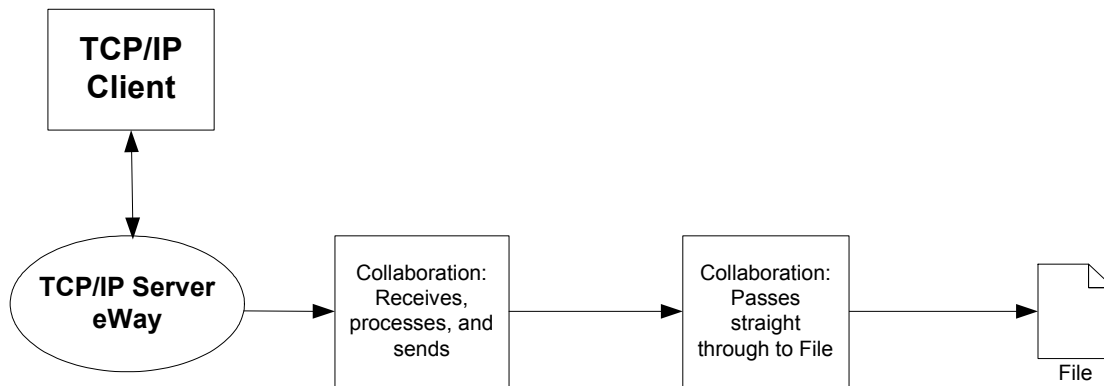 TCP/IP
Client
TCP/IP Server
eWay
Collaboration:
Receives,
processes, and
sends
Collaboration:
Passes
straight
through to File
File